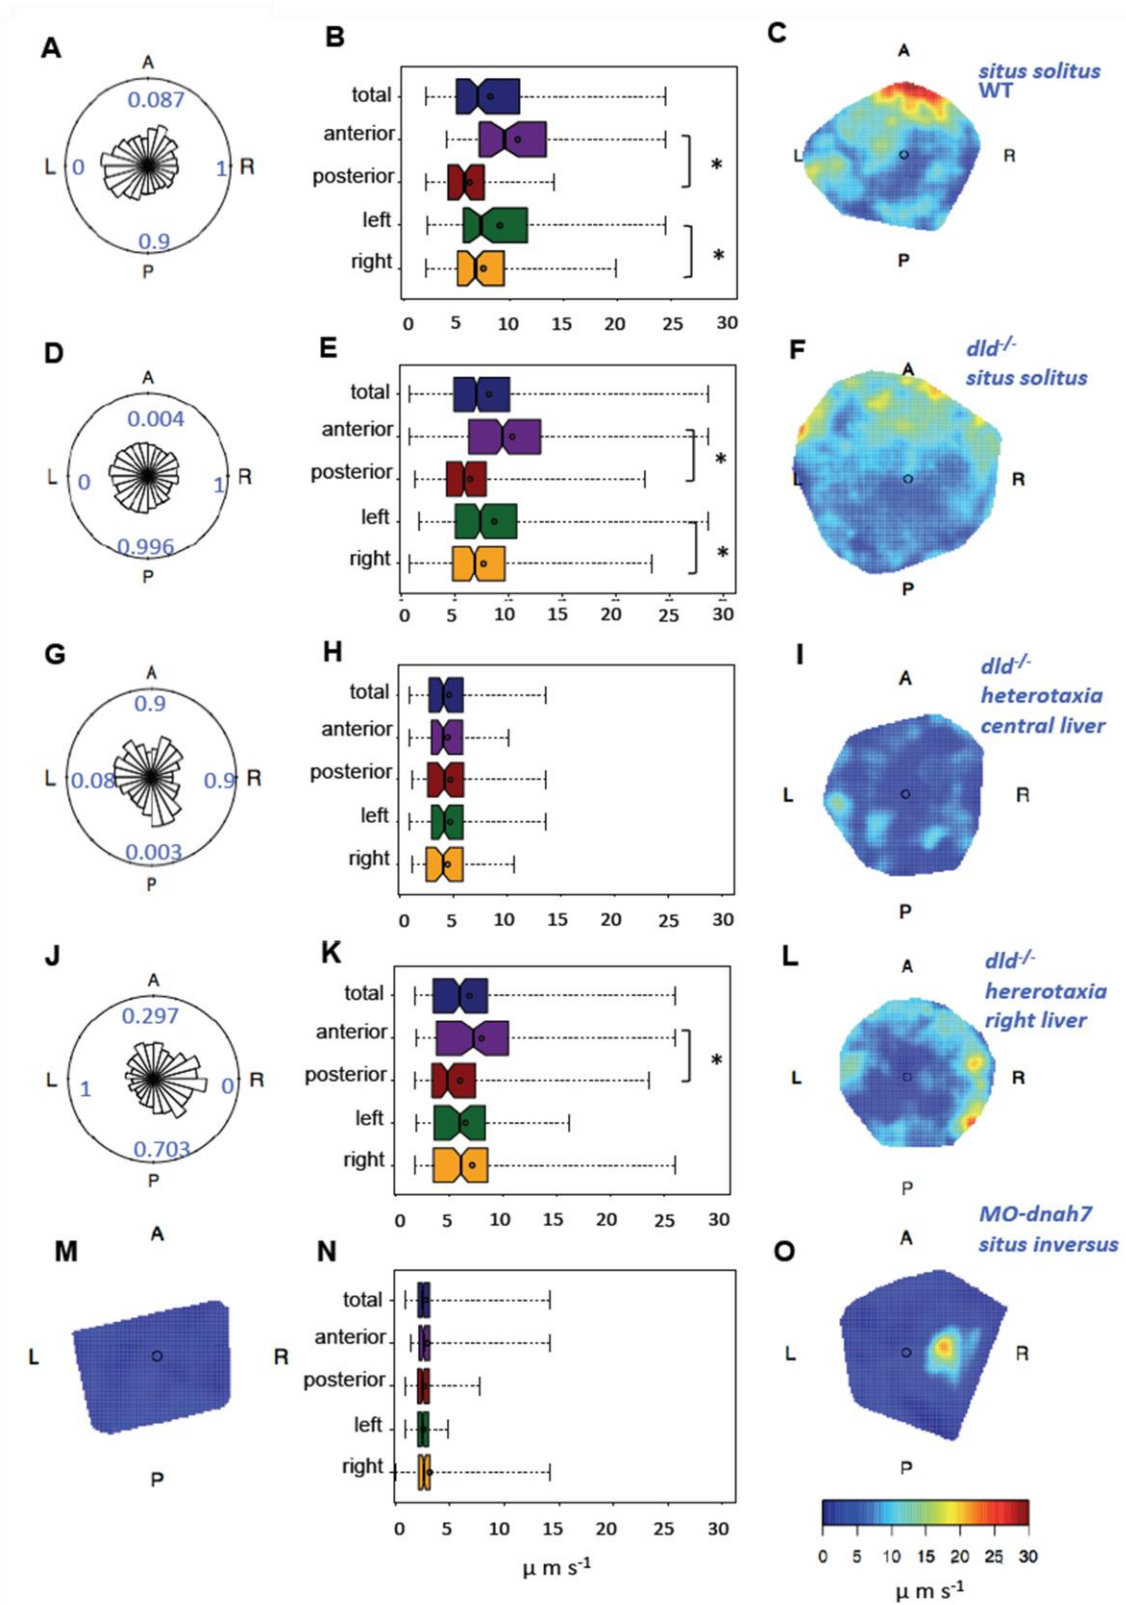 A
A
0.087
L 0 1 R
0.9
P
B
total
anterior
posterior
left
right
*
*
0 5 10 15 20 25 30
C
A
situs solitus
WT
L R
P
D
A
0.004
L 0 1 R
0.996
P
E
total
anterior
posterior
left
right
*
*
0 5 10 15 20 25 30
F
A
dld-/-
situs solitus
L R
P
G
A
0.9
L 0.08 0.9 R
0.003
P
H
total
anterior
posterior
left
right
0 5 10 15 20 25 30
I
A
dld-/-
heterotaxia
central liver
L R
P
J
A
0.297
L 1 0 R
0.703
P
K
total
anterior
posterior
left
right
*
0 5 10 15 20 25 30
L
A
dld-/-
hererotaxia
right liver
L R
P
M
A
L R
P
N
total
anterior
posterior
left
right
0 5 10 15 20 25 30
μ m s-1
O
A
MO-dnah7
situs inversus
L R
P
0 5 10 15 20 25 30
μ m s-1